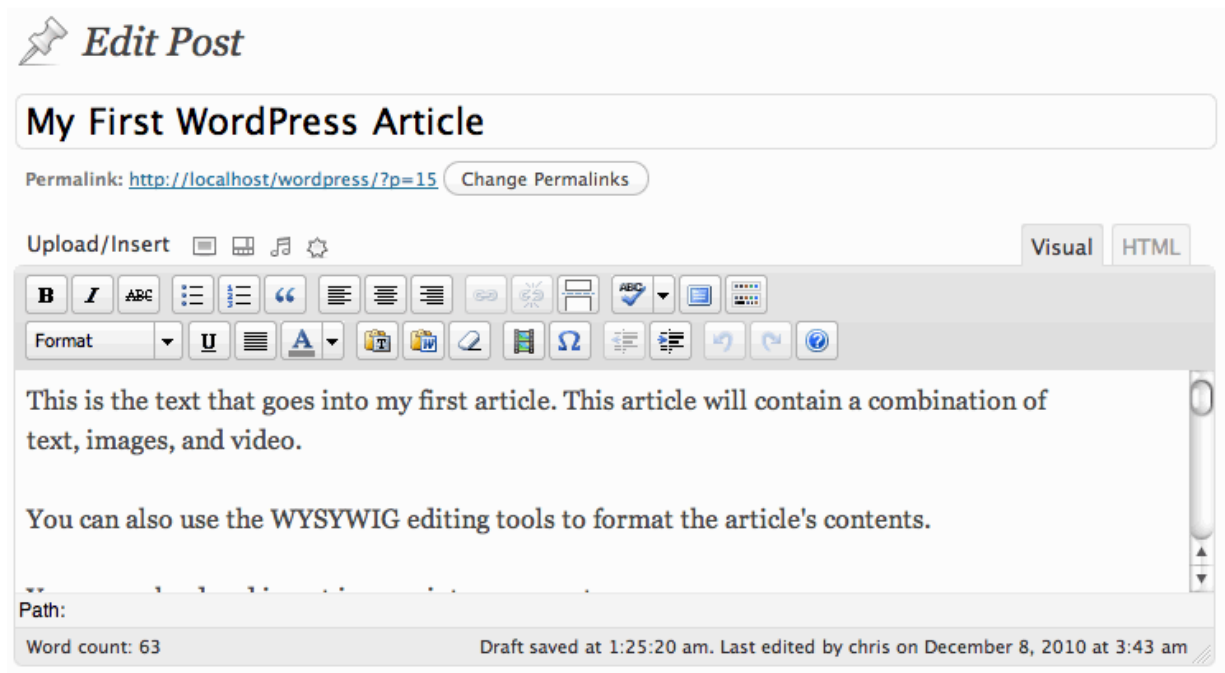 Edit Post
My First WordPress Article
Permalink: http://localhost/wordpress/?p=15 Change Permalinks
Upload/Insert Visual HTML
B I ABC ABC
Format U A T W Ω ?
This is the text that goes into my first article. This article will contain a combination of
text, images, and video.
You can also use the WYSYWIG editing tools to format the article's contents.
Path:
Word count: 63 Draft saved at 1:25:20 am. Last edited by chris on December 8, 2010 at 3:43 am